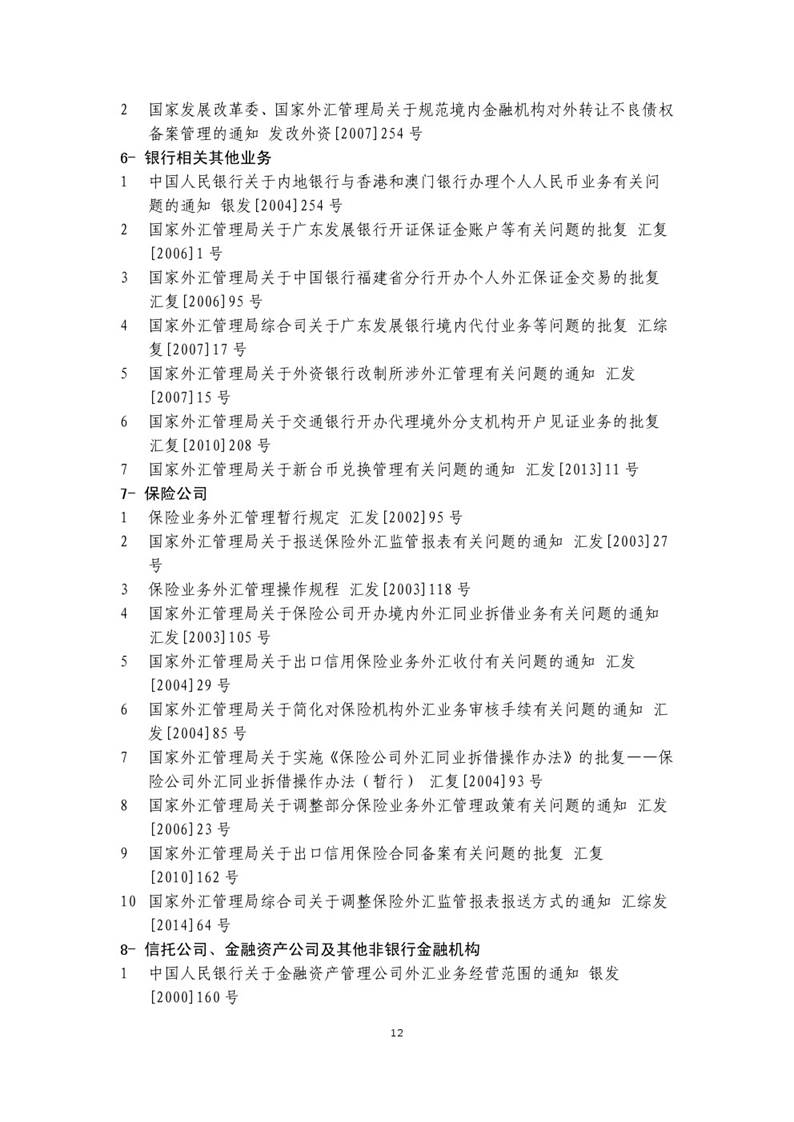 2 国家发展改革委、国家外汇管理局关于规范境内金融机构对外转让不良债权
备案管理的通知 发改外资[2007]254 号
6- 银行相关其他业务
1 中国人民银行关于内地银行与香港和澳门银行办理个人人民币业务有关问
题的通知 银发[2004]254 号
2 国家外汇管理局关于广东发展银行开证保证金账户等有关问题的批复 汇复
[2006]1 号
3 国家外汇管理局关于中国银行福建省分行开办个人外汇保证金交易的批复
汇复[2006]95 号
4 国家外汇管理局综合司关于广东发展银行境内代付业务等问题的批复 汇综
复[2007]17 号
5 国家外汇管理局关于外资银行改制所涉外汇管理有关问题的通知 汇发
[2007]15 号
6 国家外汇管理局关于交通银行开办代理境外分支机构开户见证业务的批复
汇复[2010]208 号
7 国家外汇管理局关于新台币兑换管理有关问题的通知 汇发[2013]11 号
7- 保险公司
1 保险业务外汇管理暂行规定 汇发[2002]95 号
2 国家外汇管理局关于报送保险外汇监管报表有关问题的通知 汇发[2003]27
号
3 保险业务外汇管理操作规程 汇发[2003]118 号
4 国家外汇管理局关于保险公司开办境内外汇同业拆借业务有关问题的通知
汇发[2003]105 号
5 国家外汇管理局关于出口信用保险业务外汇收付有关问题的通知 汇发
[2004]29 号
6 国家外汇管理局关于简化对保险机构外汇业务审核手续有关问题的通知 汇
发[2004]85 号
7 国家外汇管理局关于实施《保险公司外汇同业拆借操作办法》的批复——保
险公司外汇同业拆借操作办法（暂行） 汇复[2004]93 号
8 国家外汇管理局关于调整部分保险业务外汇管理政策有关问题的通知 汇发
[2006]23 号
9 国家外汇管理局关于出口信用保险合同备案有关问题的批复 汇复
[2010]162 号
10 国家外汇管理局综合司关于调整保险外汇监管报表报送方式的通知 汇综发
[2014]64 号
8- 信托公司、金融资产公司及其他非银行金融机构
1 中国人民银行关于金融资产管理公司外汇业务经营范围的通知 银发
[2000]160 号
12